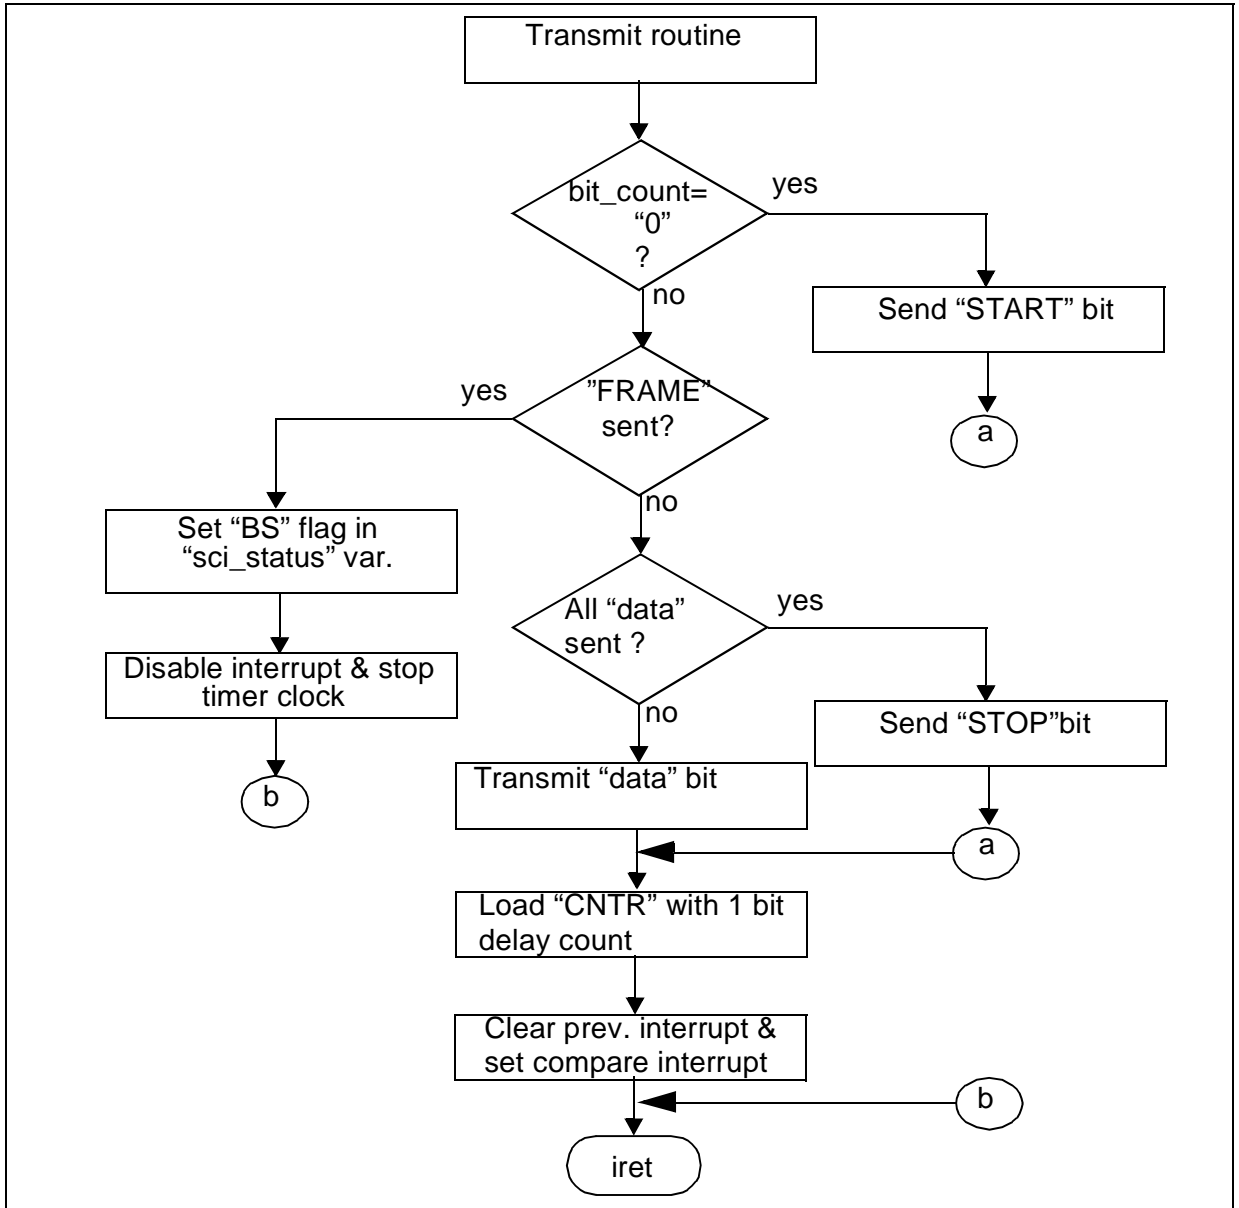 Transmit routine
bit_count=
“0”
?
yes
no
Send “START” bit
a
”FRAME”
sent?
yes
no
Set “BS” flag in
“sci_status” var.
Disable interrupt & stop
timer clock
b
All “data”
sent ?
yes
no
Send “STOP”bit
a
Transmit “data” bit
Load “CNTR” with 1 bit
delay count
Clear prev. interrupt &
set compare interrupt
b
iret